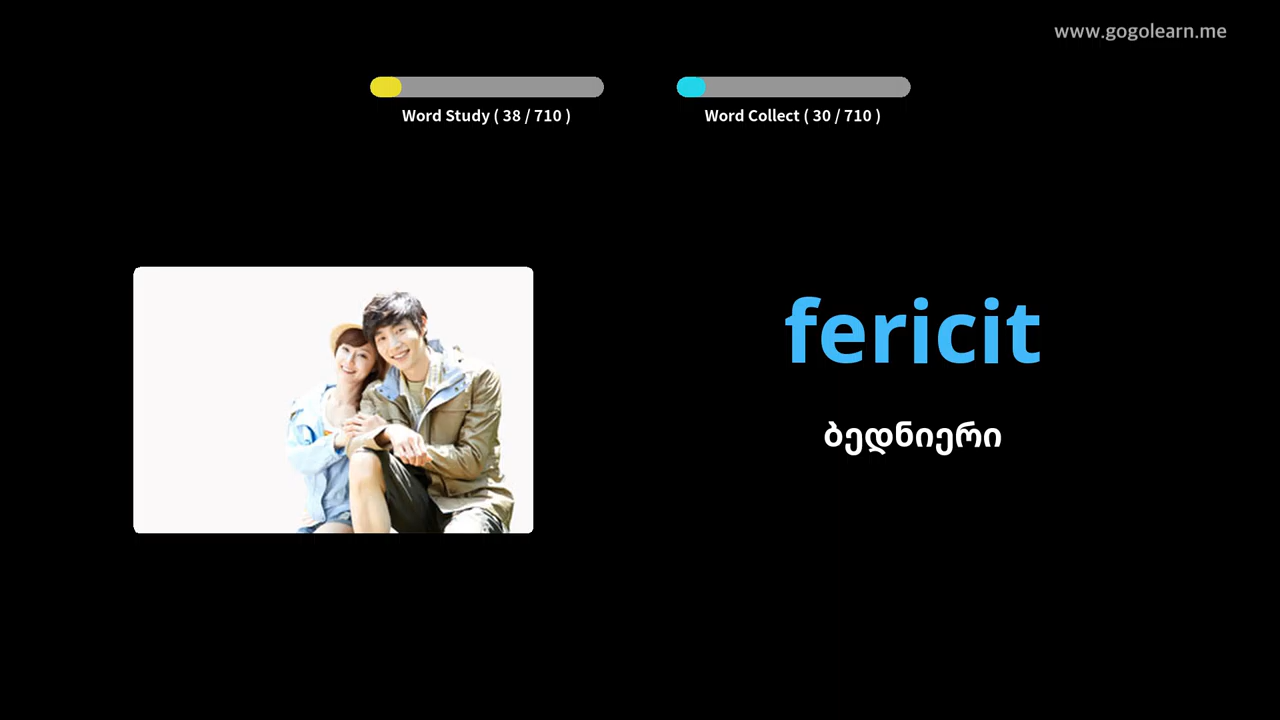 www.gogolearn.me
Word Study ( 38 / 710 )
Word Collect ( 30 / 710 )
fericit
ბედნიერი